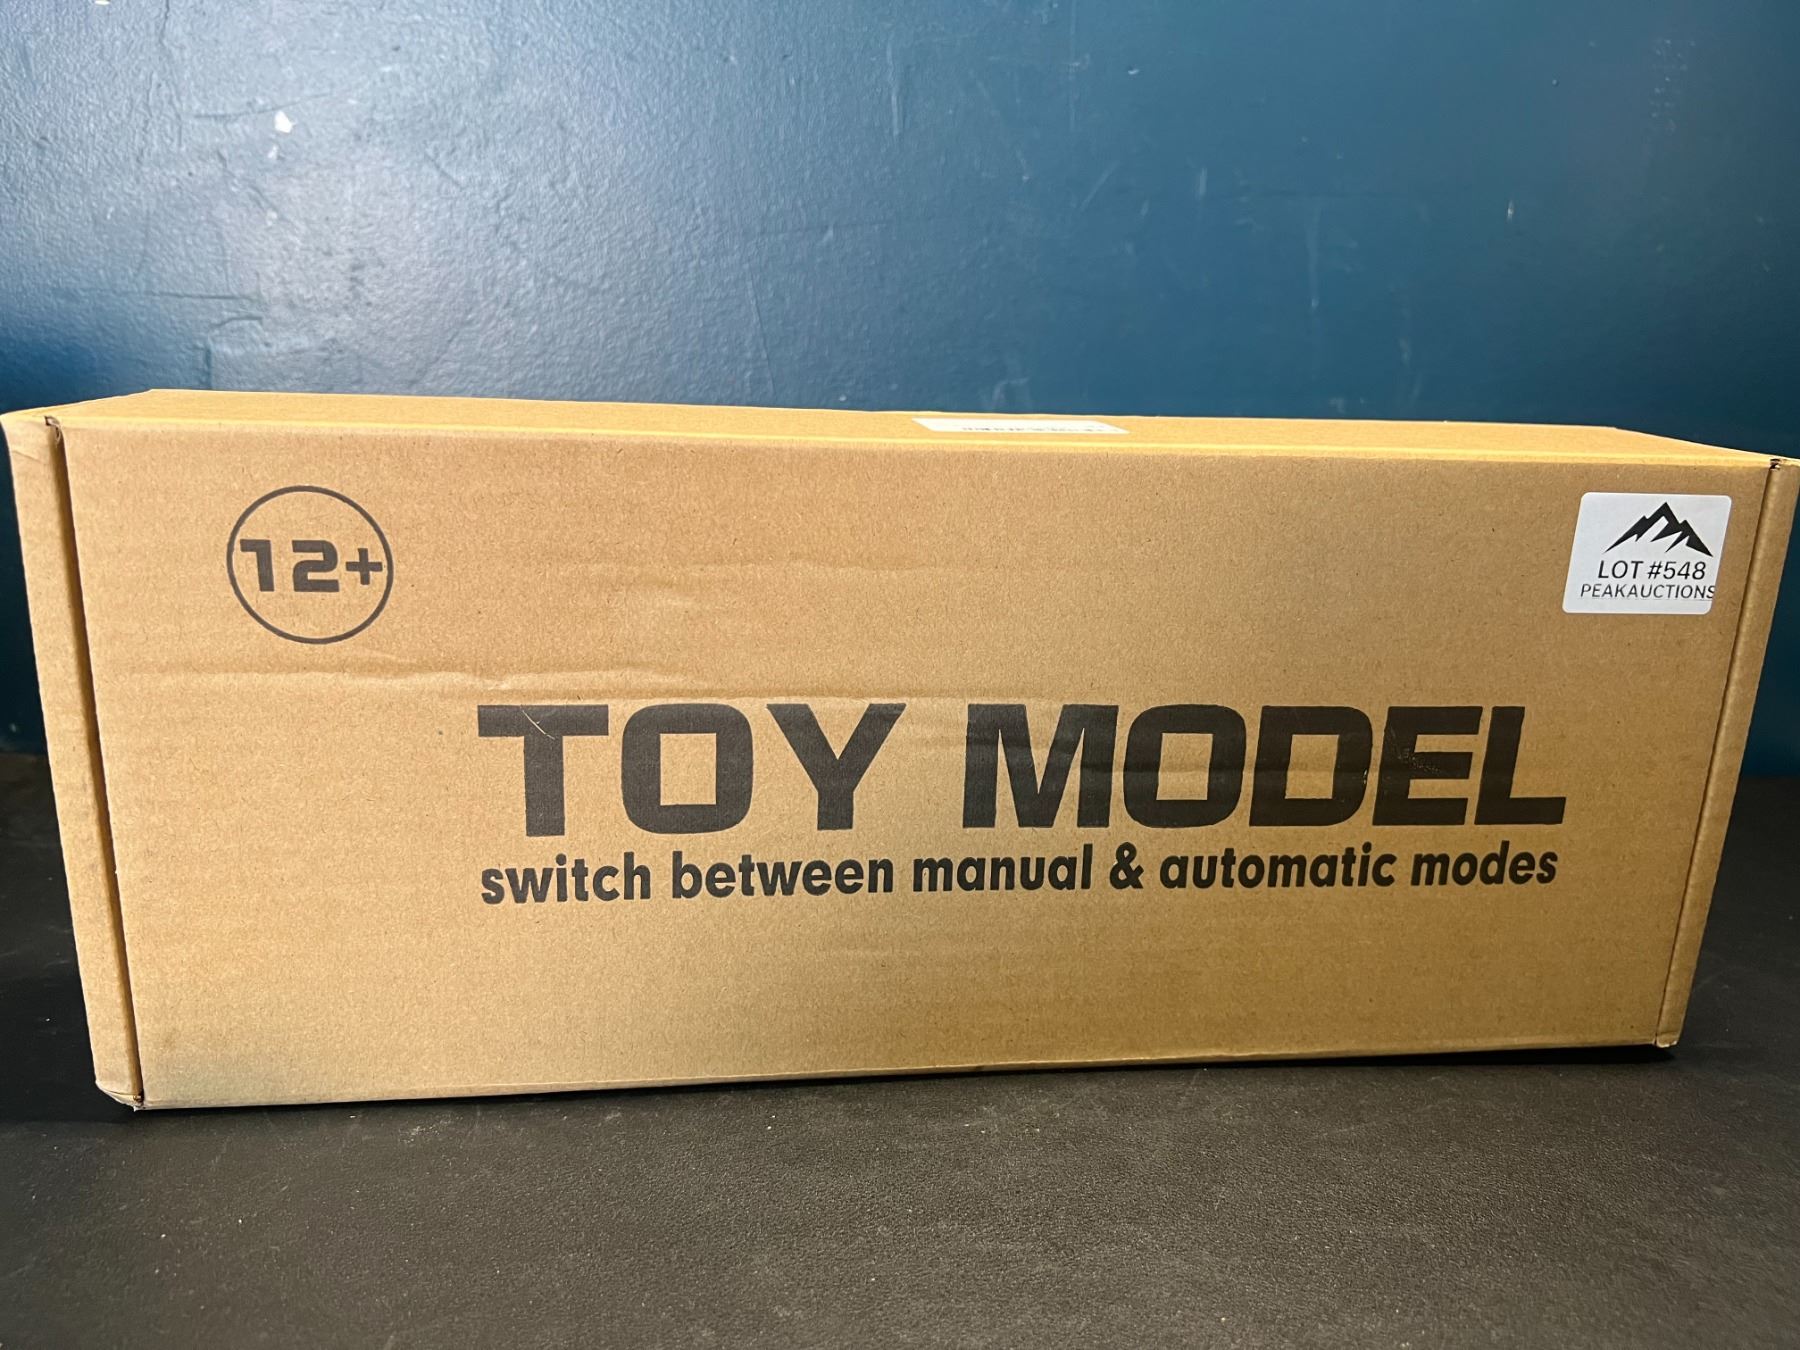 12+
LOT #548
PEAKAUCTIONS
TOY MODEL
switch between manual & automatic modes